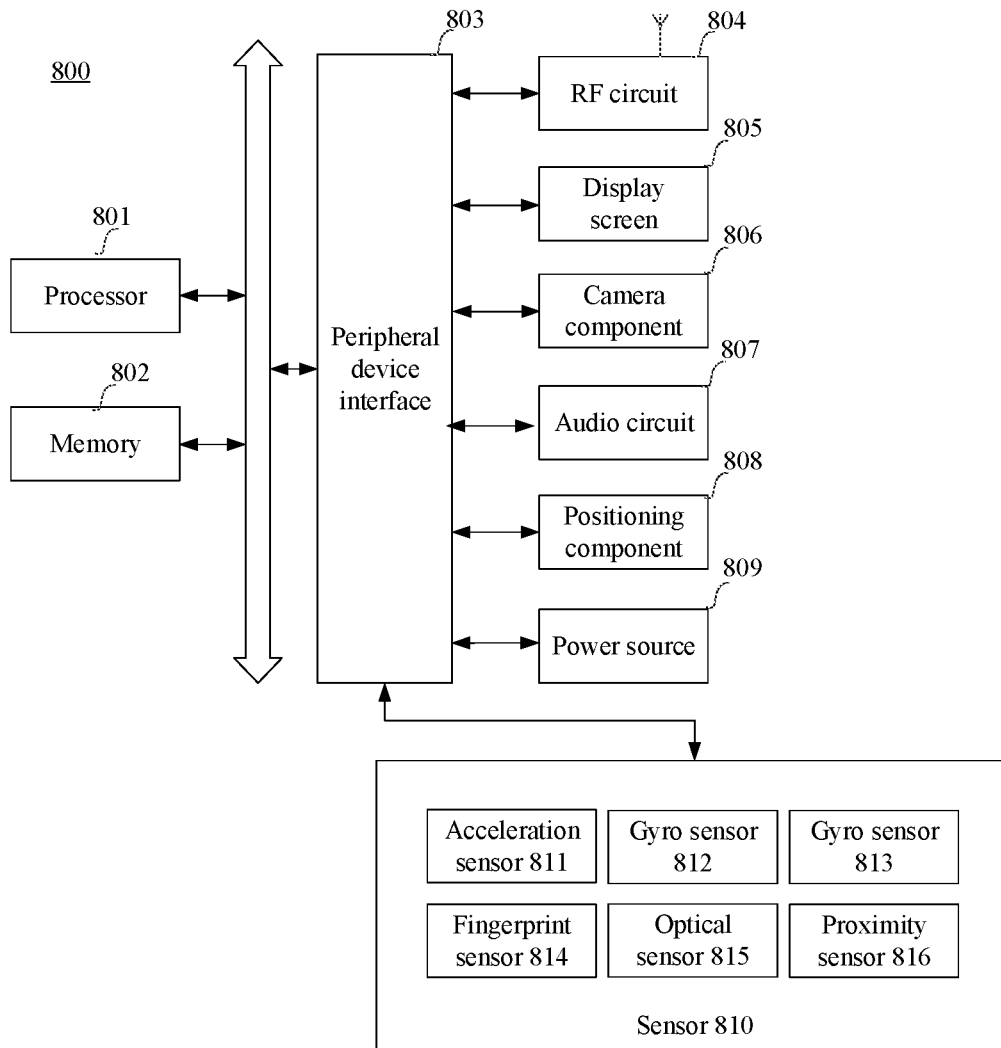 800
801
Processor
802
Memory
803
Peripheral
device
interface
804
RF circuit
805
Display
screen
806
Camera
component
807
Audio circuit
808
Positioning
component
809
Power source
Acceleration
sensor 811
Gyro sensor
812
Gyro sensor
813
Fingerprint
sensor 814
Optical
sensor 815
Proximity
sensor 816
Sensor 810